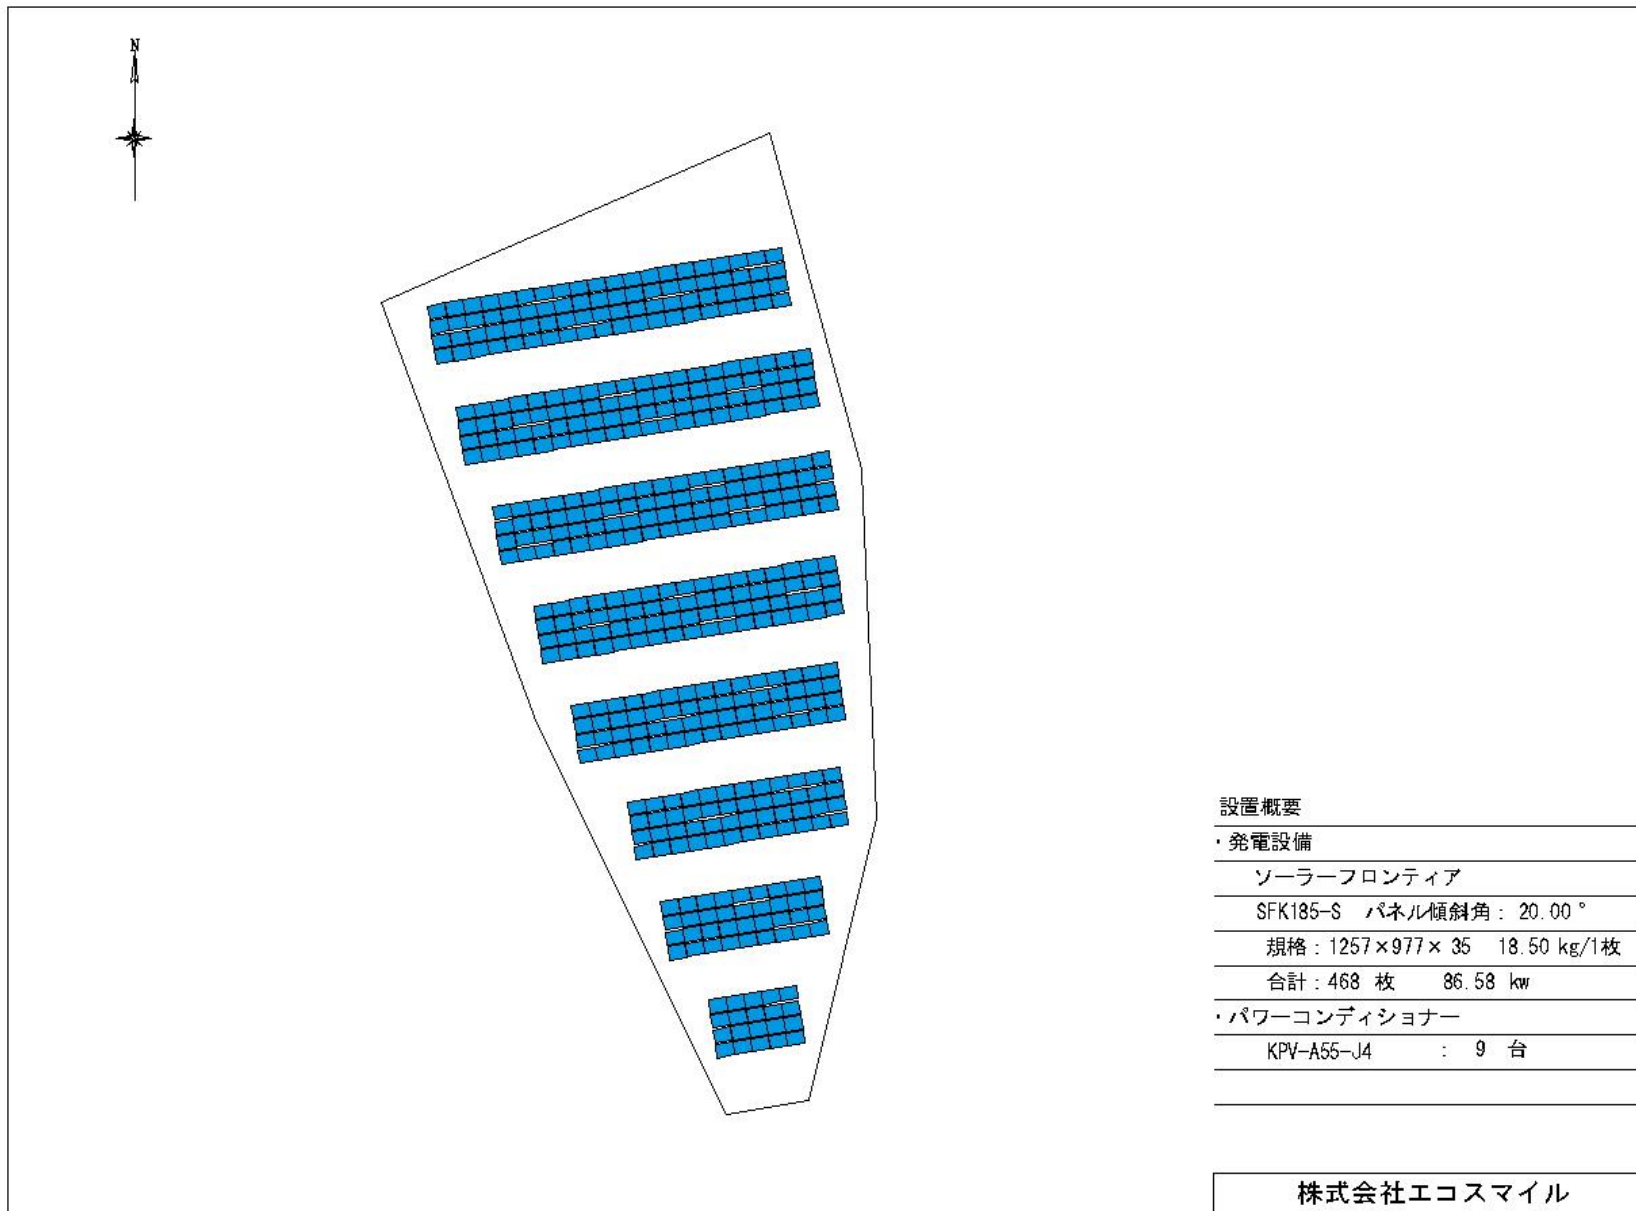 N
設置概要
・発電設備
ソーラーフロンティア
SFK185-S パネル傾斜角：20.00°
規格：1257×977× 35 18.50 kg/1枚
合計：468 枚 86.58 kw
・パワーコンディショナー
KPV-A55-J4 ： 9 台
株式会社エコスマイル